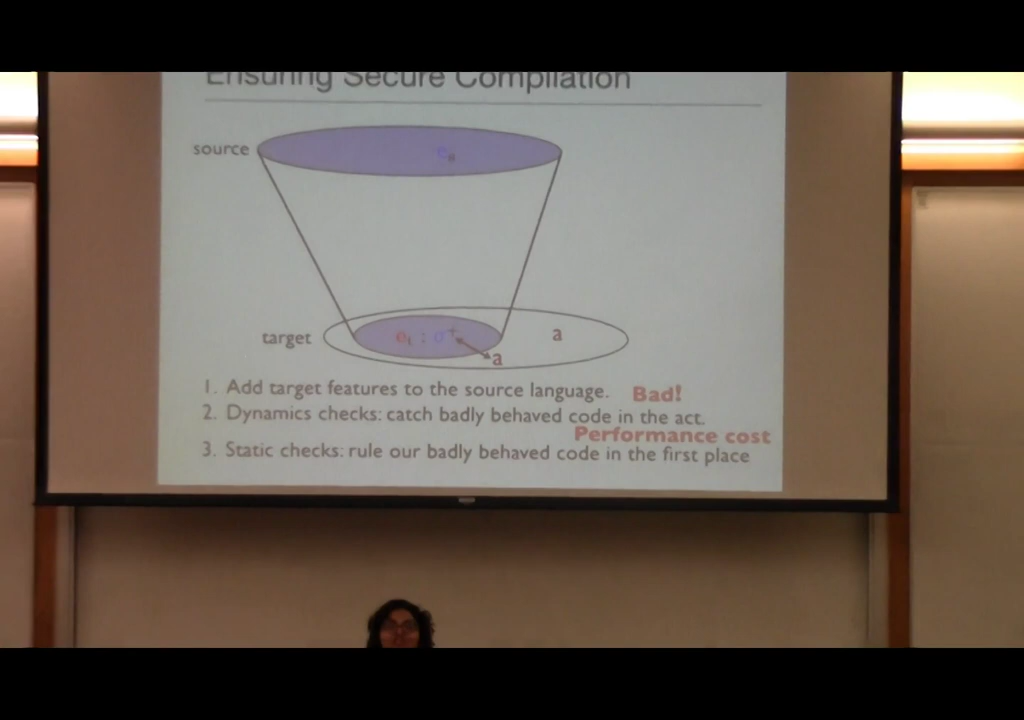 Ensuring Secure Compilation
source
target
a
a
1. Add target features to the source language. Bad!
2. Dynamics checks: catch badly behaved code in the act.
Performance cost
3. Static checks: rule our badly behaved code in the first place